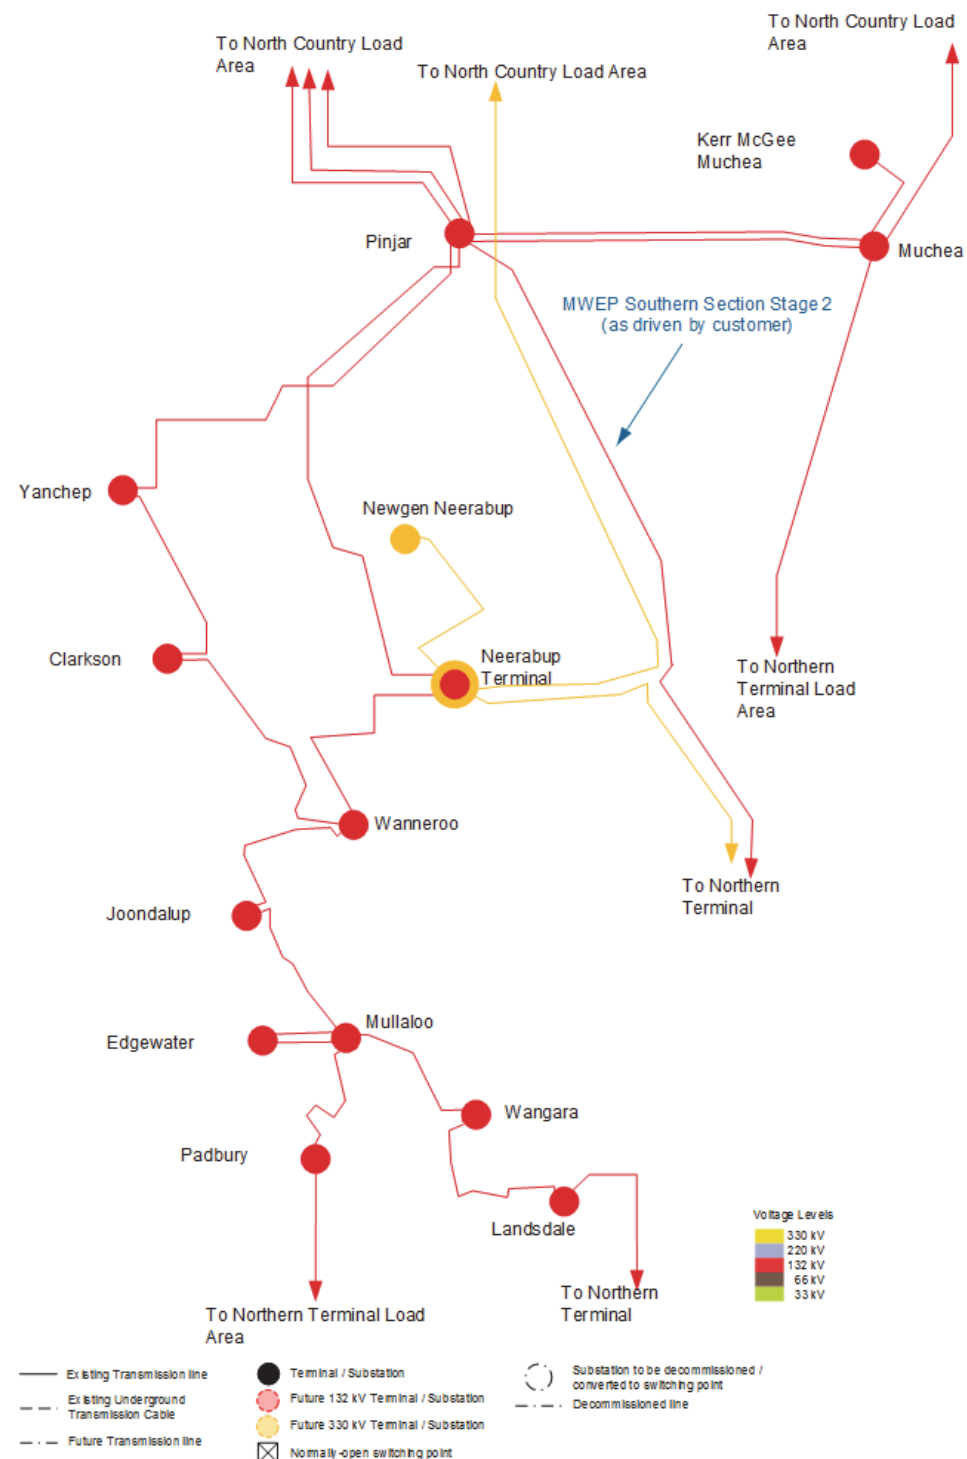 To North Country Load
Area
To North Country Load Area
To North Country Load
Area
Kerr McGee
Muchea
Pinjar
Muchea
MWEP Southern Section Stage 2
(as driven by customer)
Yanchep
Newgen Neerabup
Clarkson
Neerabup
Terminal
To Northern
Terminal Load
Area
Wanneroo
To Northern
Terminal
Joondalup
Mullaloo
Edgewater
Wangara
Padbury
Landsdale
To Northern Terminal Load
Area
To Northern
Terminal
Voltage Levels
330 kV
220 kV
132 kV
66 kV
33 kV
Existing Transmission line
Existing Underground
Transmission Cable
Future Transmission line
Terminal / Substation
Future 132 kV Terminal / Substation
Future 330 kV Terminal / Substation
Normally-open switching point
Substation to be decommissioned /
converted to switching point
Decommissioned line